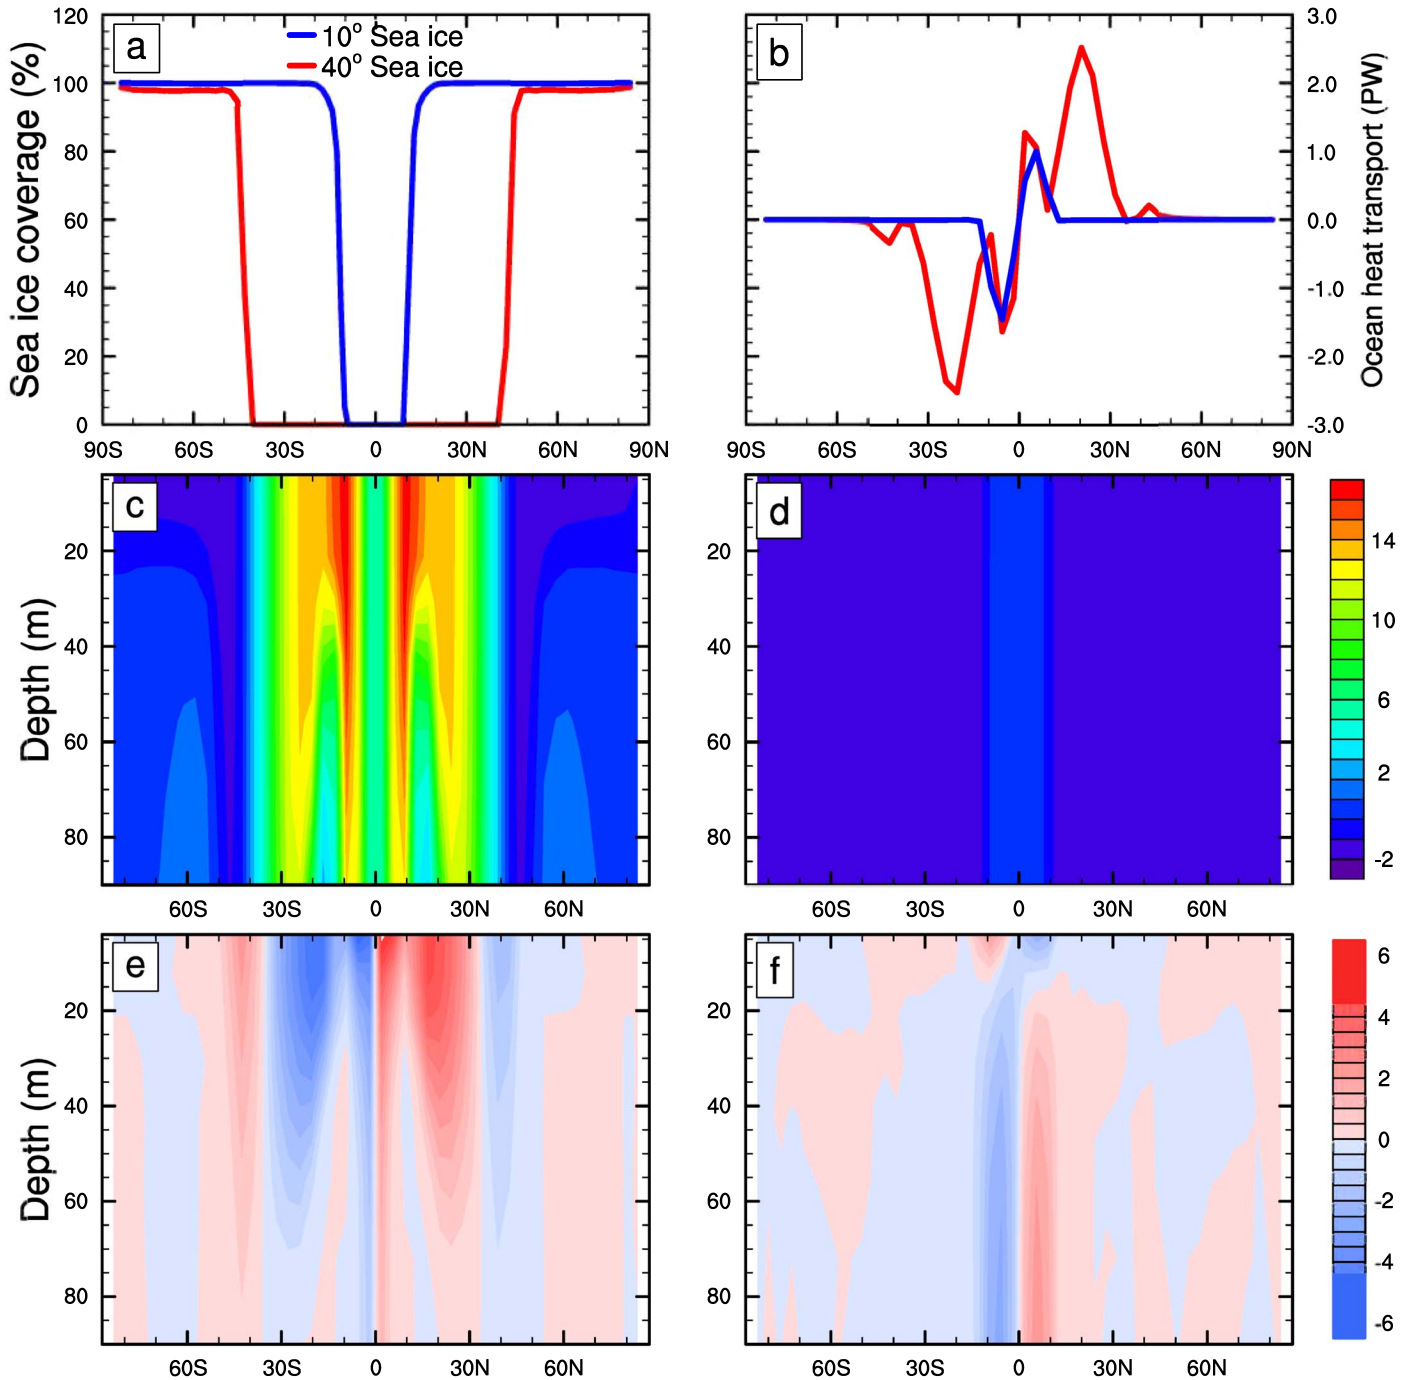 a
10° Sea ice
40° Sea ice
Sea ice coverage (%)
120
100
80
60
40
20
0
90S 60S 30S 0 30N 60N 90N
b
3.0
2.0
1.0
0.0
-1.0
-2.0
-3.0
Ocean heat transport (PW)
90S 60S 30S 0 30N 60N 90N
c
Depth (m)
20
40
60
80
60S 30S 0 30N 60N
d
20
40
60
80
60S 30S 0 30N 60N
14
10
6
2
-2
e
Depth (m)
20
40
60
80
60S 30S 0 30N 60N
f
20
40
60
80
60S 30S 0 30N 60N
6
4
2
0
-2
-4
-6